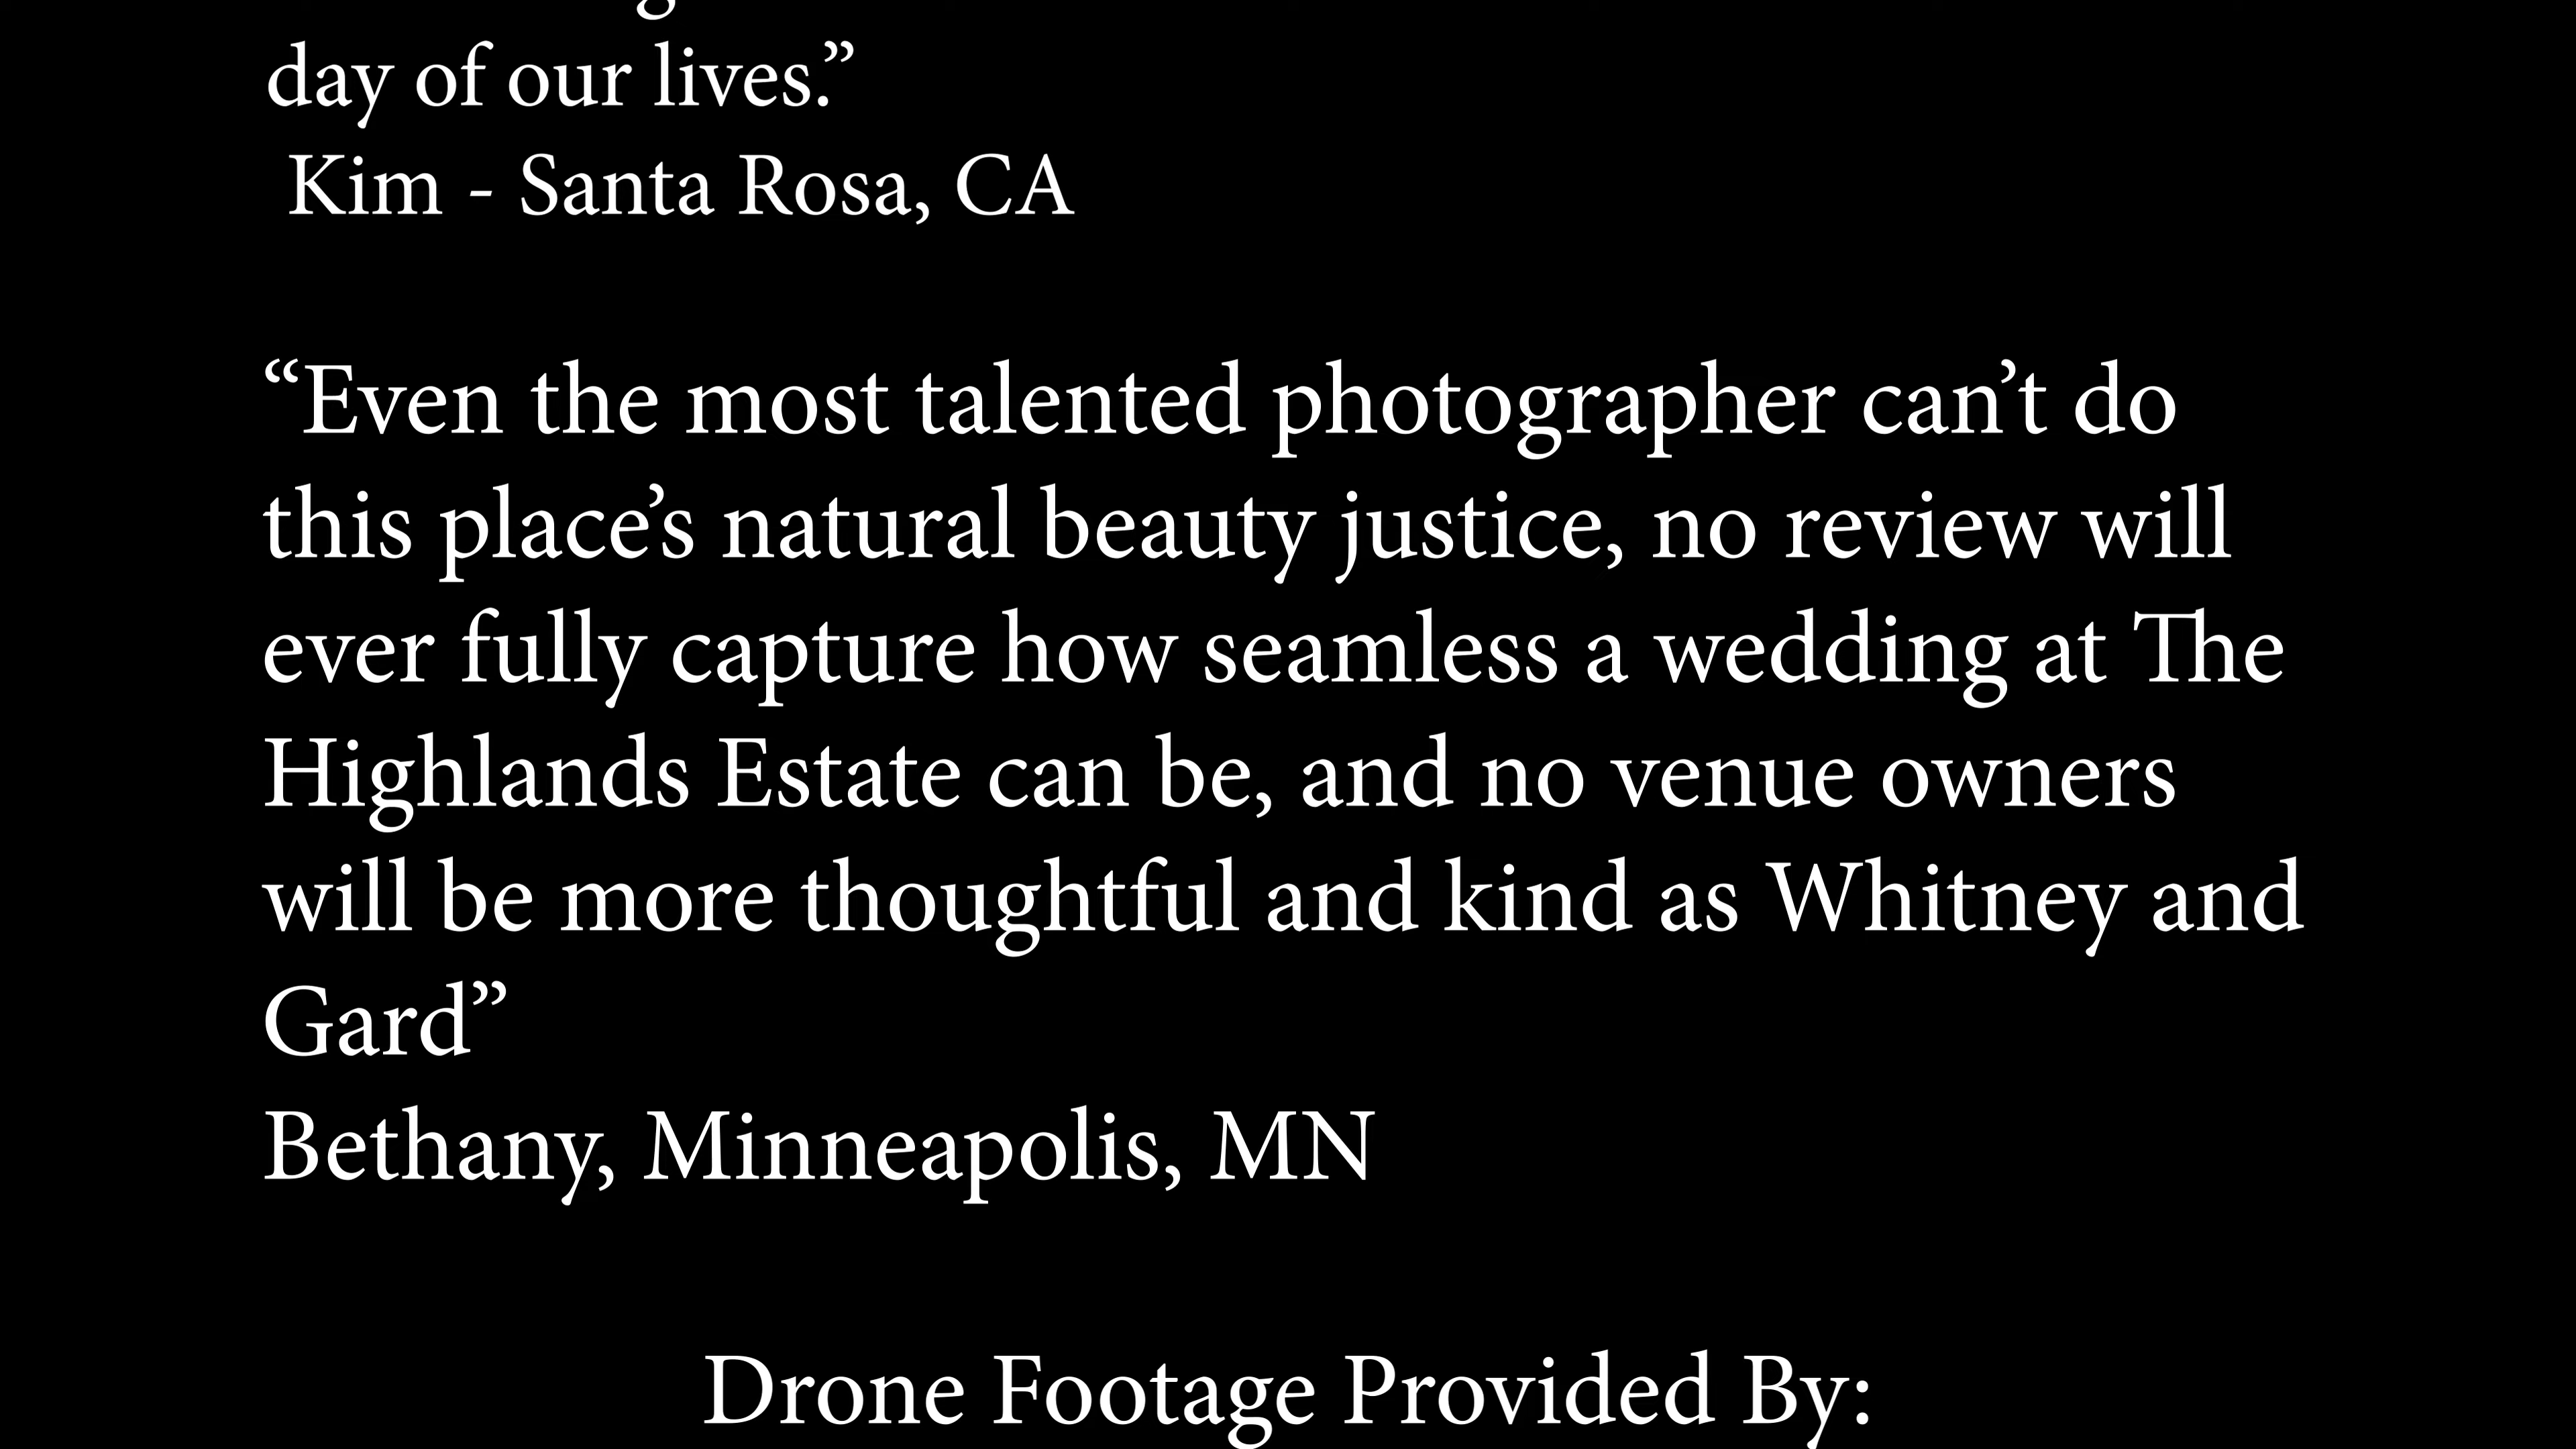 day of our lives.”
Kim - Santa Rosa, CA
“Even the most talented photographer can’t do
this place’s natural beauty justice, no review will
ever fully capture how seamless a wedding at The
Highlands Estate can be, and no venue owners
will be more thoughtful and kind as Whitney and
Gard”
Bethany, Minneapolis, MN
Drone Footage Provided By: